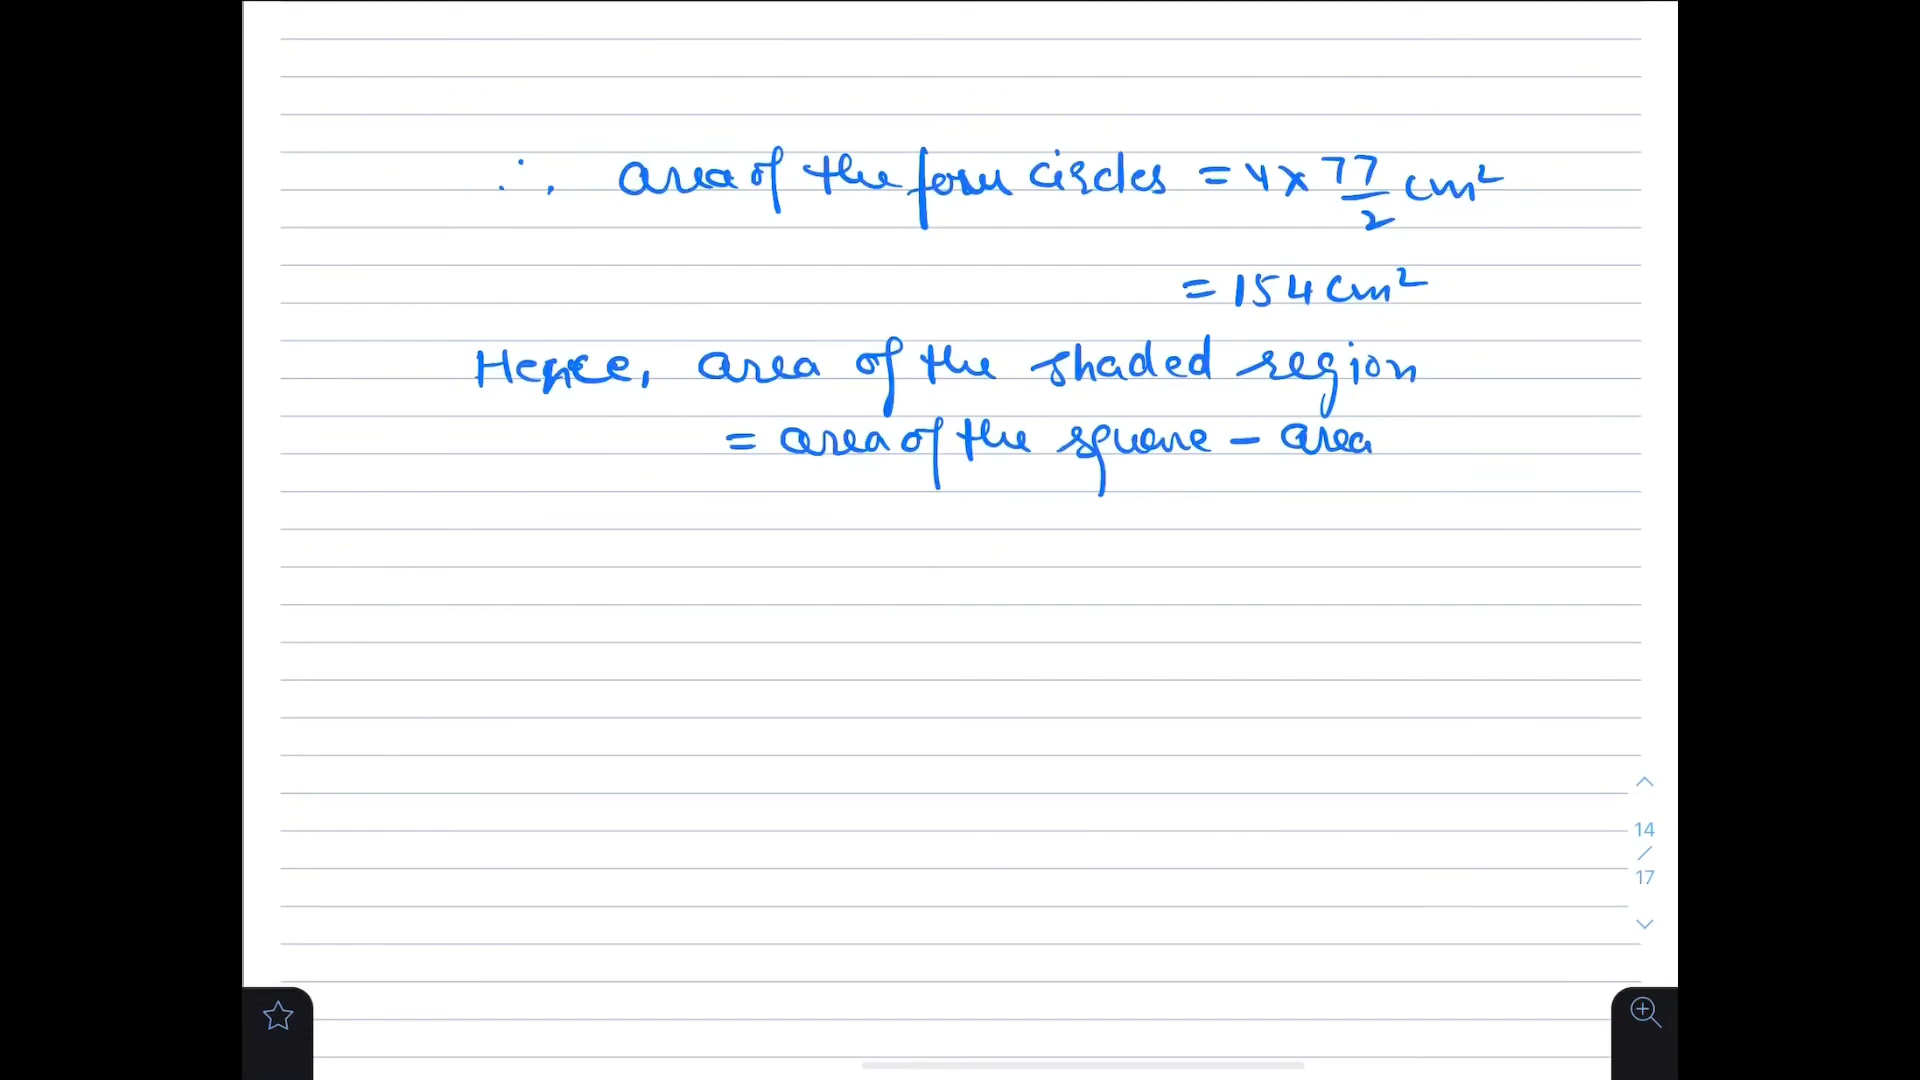 ∴ area of the four circles = 4 × 77/2 cm²
= 154 cm²
Hence, area of the shaded region
= area of the square – area
14
/
17